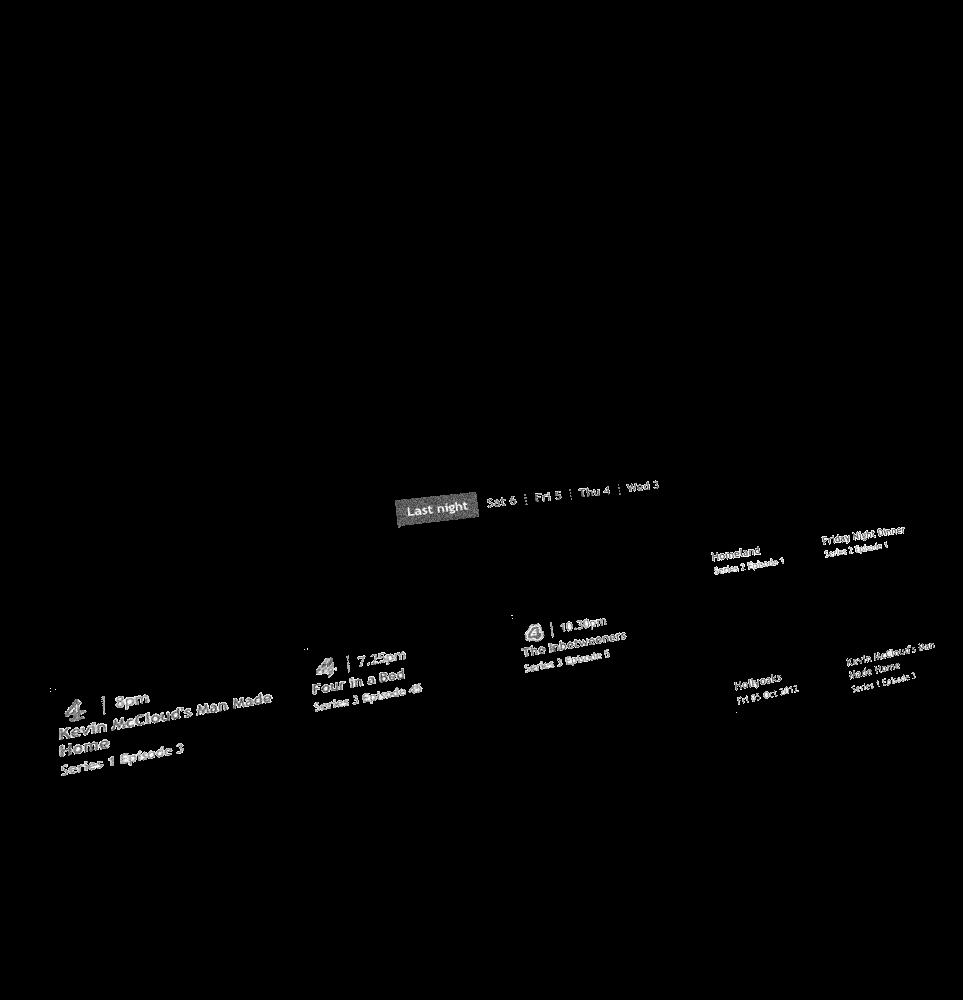 Last night
Sat 6 | Fri 5 | Thu 4 | Wed 3
4 | 8pm
Kevin McCloud's Man Made
Home
Series 1 Episode 3
4 | 7.25pm
Four in a Bed
Series 3 Episode 45
4 | 10.30pm
The Inbetweeners
Series 3 Episode 5
Homeland
Series 2 Episode 1
Friday Night Dinner
Series 2 Episode 1
Hollyoaks
Fri 05 Oct 2012
Kevin McCloud's Man
Made Home
Series 1 Episode 3